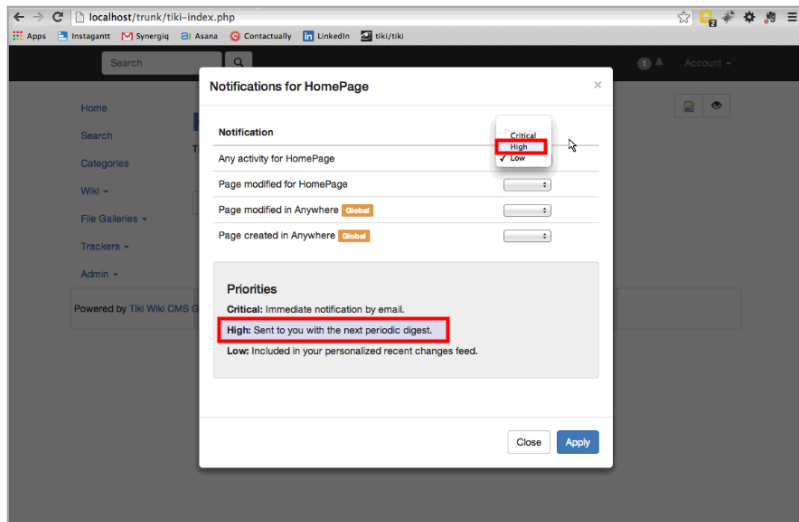 localhost/trunk/tiki-index.php
Apps Instagantt Synergiq Asana Contactually LinkedIn tiki/tiki
Search
1 Account
Notifications for HomePage ×
Home
Search
Categories
Wiki
File Galleries
Trackers
Admin
Powered by Tiki Wiki CMS G
Notification
Critical
High
✓ Low
Any activity for HomePage
Page modified for HomePage
Page modified in Anywhere Global
Page created in Anywhere Global
Priorities
Critical: Immediate notification by email.
High: Sent to you with the next periodic digest.
Low: Included in your personalized recent changes feed.
Close Apply